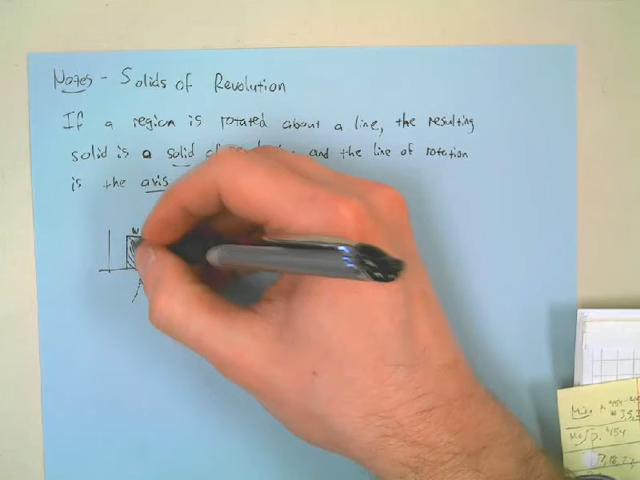 Notes - Solids of Revolution
If a region is rotated about a line, the resulting
solid is a solid of and the line of rotation
is the axis
w
P. 454